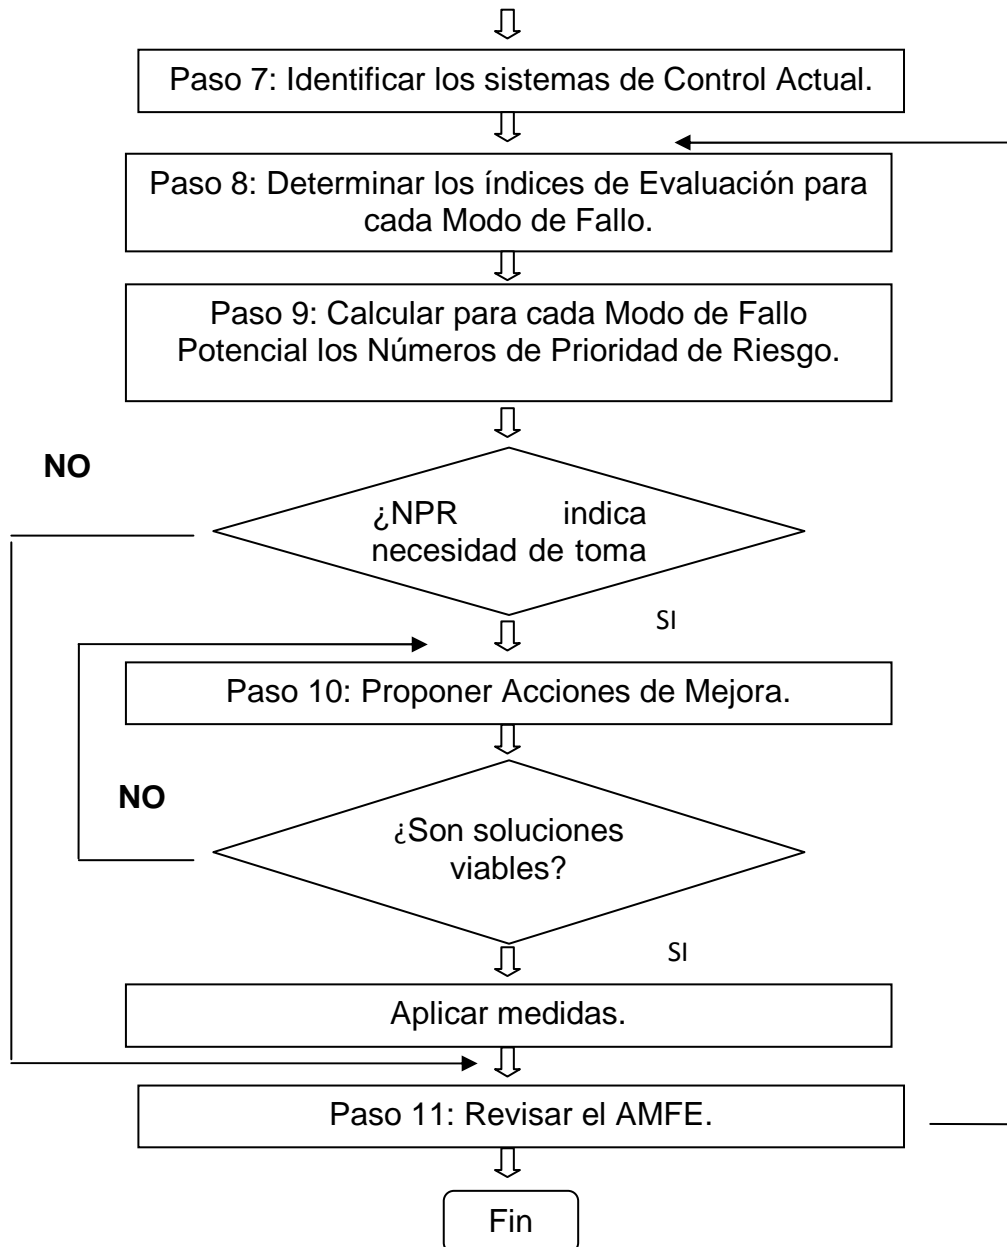 Paso 7: Identificar los sistemas de Control Actual.
Paso 8: Determinar los índices de Evaluación para
cada Modo de Fallo.
Paso 9: Calcular para cada Modo de Fallo
Potencial los Números de Prioridad de Riesgo.
NO
¿NPR indica
necesidad de toma
SI
Paso 10: Proponer Acciones de Mejora.
NO
¿Son soluciones
viables?
SI
Aplicar medidas.
Paso 11: Revisar el AMFE.
Fin